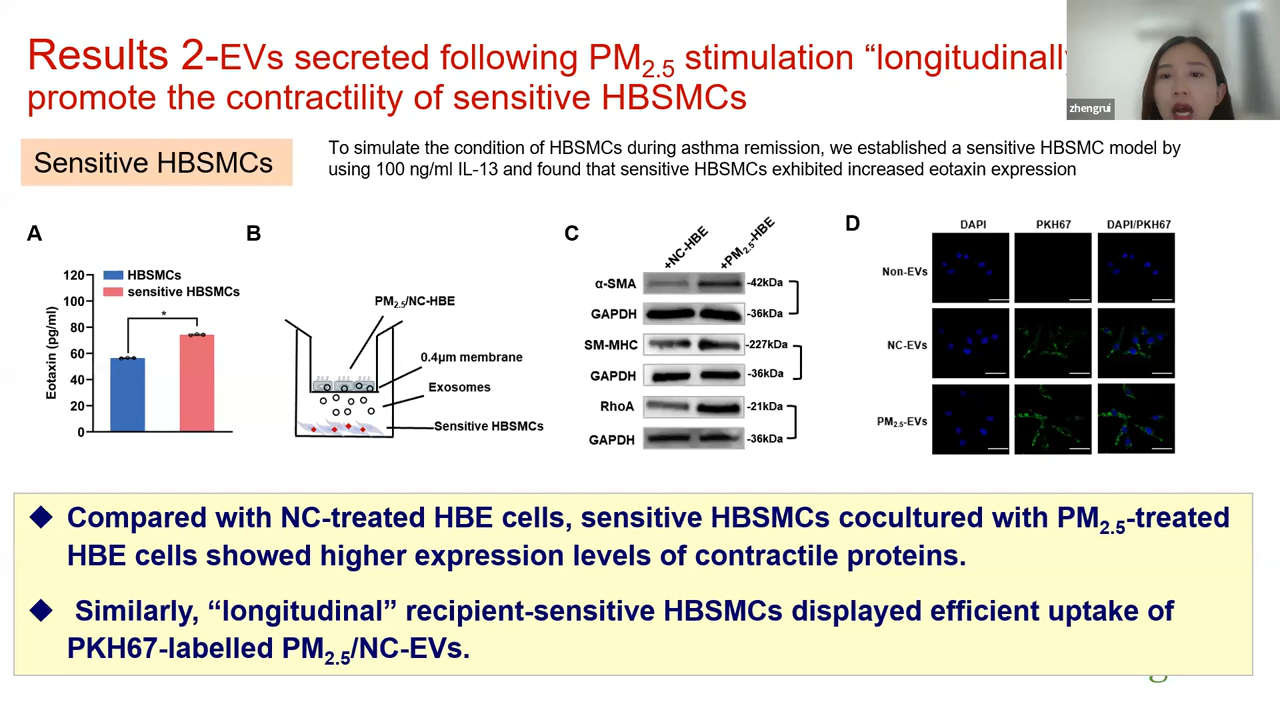 Results 2-EVs secreted following PM2.5 stimulation “longitudinally
promote the contractility of sensitive HBSMCs
zhengrui
Sensitive HBSMCs
To simulate the condition of HBSMCs during asthma remission, we established a sensitive HBSMC model by
using 100 ng/ml IL-13 and found that sensitive HBSMCs exhibited increased eotaxin expression
A
Eotaxin (pg/ml)
120
100
80
60
40
20
0
HBSMCs
sensitive HBSMCs
*
B
PM2.5/NC-HBE
0.4μm membrane
Exosomes
Sensitive HBSMCs
C
+NC-HBE
+PM2.5-HBE
α-SMA
-42kDa
GAPDH
-36kDa
SM-MHC
-227kDa
GAPDH
-36kDa
RhoA
-21kDa
GAPDH
-36kDa
D
DAPI
PKH67
DAPI/PKH67
Non-EVs
NC-EVs
PM2.5-EVs
◆ Compared with NC-treated HBE cells, sensitive HBSMCs cocultured with PM2.5-treated
HBE cells showed higher expression levels of contractile proteins.
◆ Similarly, “longitudinal” recipient-sensitive HBSMCs displayed efficient uptake of
PKH67-labelled PM2.5/NC-EVs.